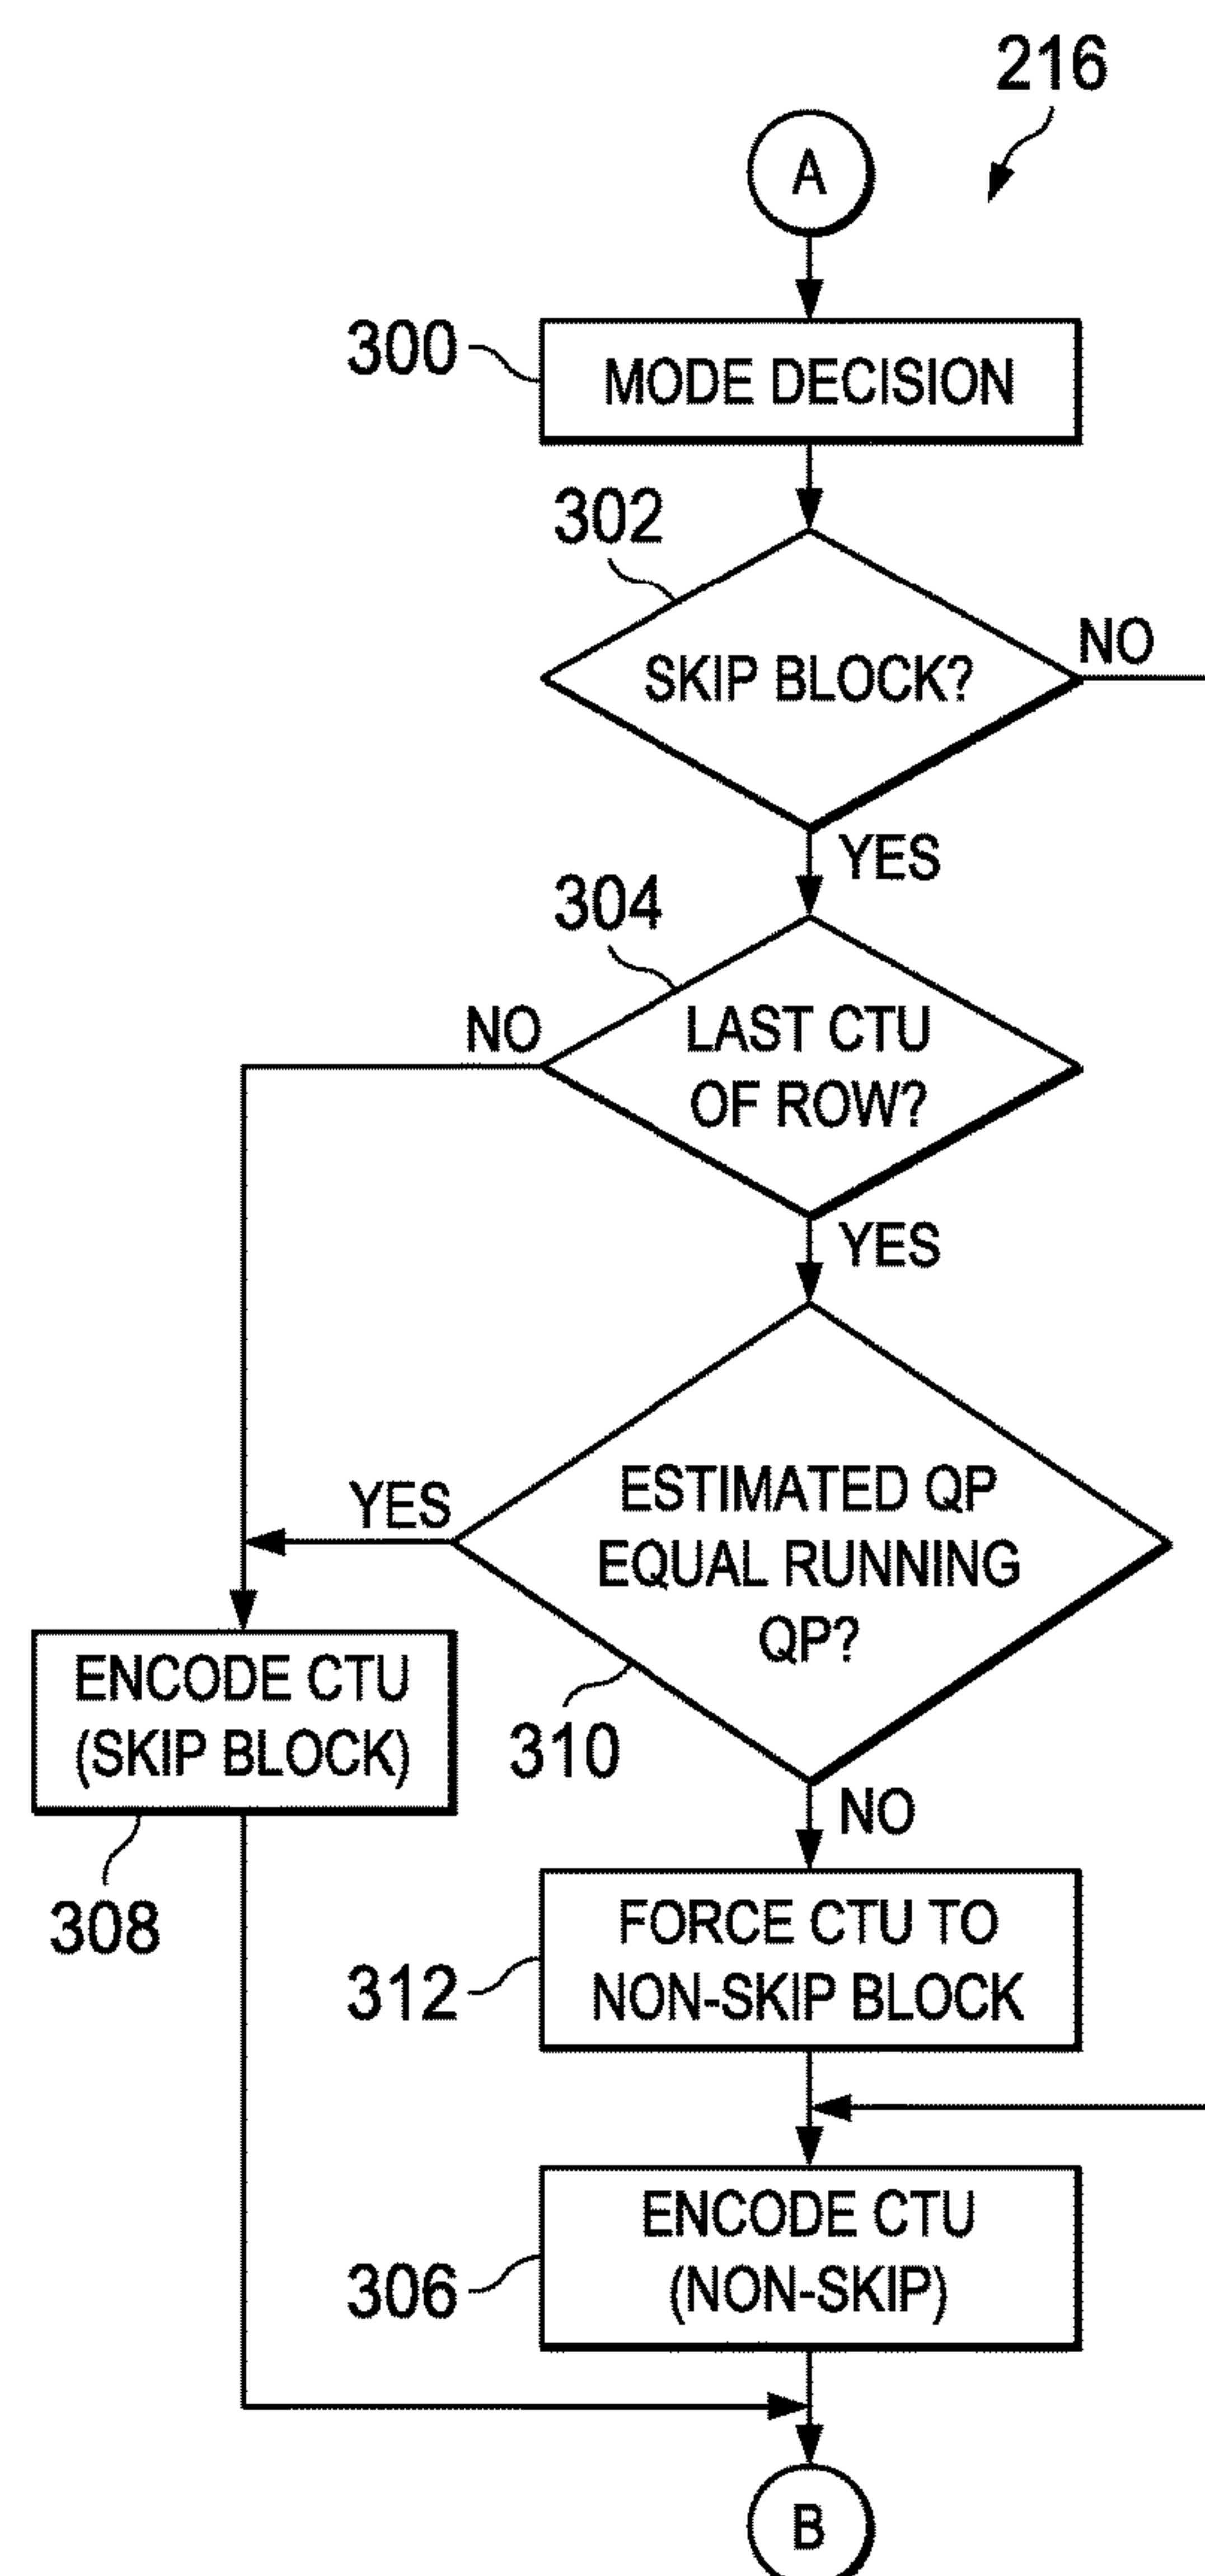 216
A
300
MODE DECISION
302
SKIP BLOCK?
NO
YES
304
NO
LAST CTU
OF ROW?
YES
YES
ESTIMATED QP
EQUAL RUNNING
QP?
310
ENCODE CTU
(SKIP BLOCK)
308
NO
312
FORCE CTU TO
NON-SKIP BLOCK
306
ENCODE CTU
(NON-SKIP)
B